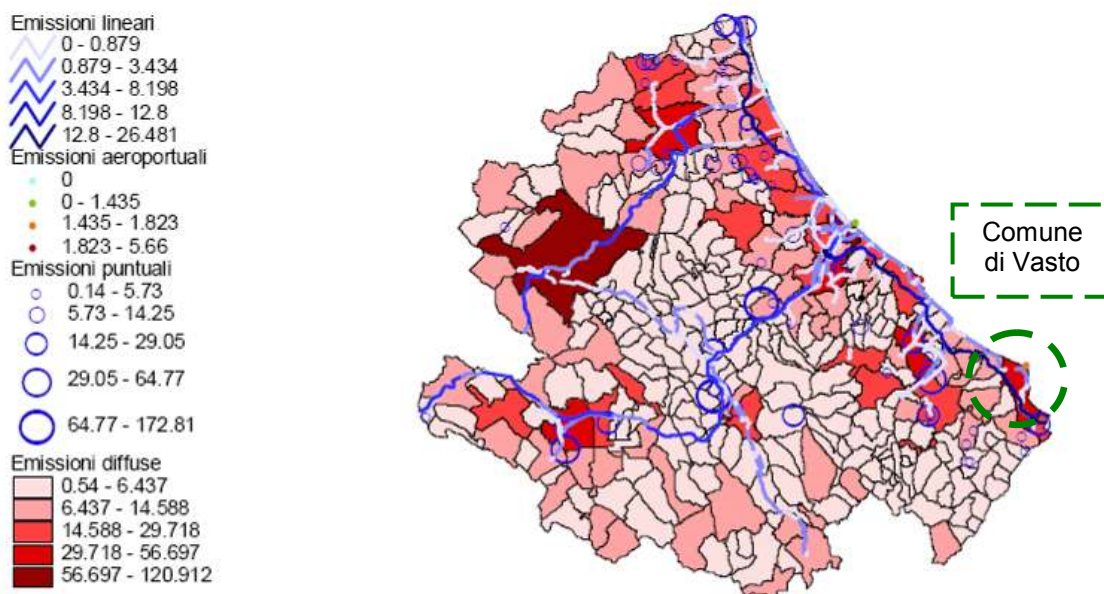 Emissioni lineari
0 - 0.879
0.879 - 3.434
3.434 - 8.198
8.198 - 12.8
12.8 - 26.481
Emissioni aeroportuali
0
0 - 1.435
1.435 - 1.823
1.823 - 5.66
Emissioni puntuali
0.14 - 5.73
5.73 - 14.25
14.25 - 29.05
29.05 - 64.77
64.77 - 172.81
Emissioni diffuse
0.54 - 6.437
6.437 - 14.588
14.588 - 29.718
29.718 - 56.697
56.697 - 120.912
Comune
di Vasto